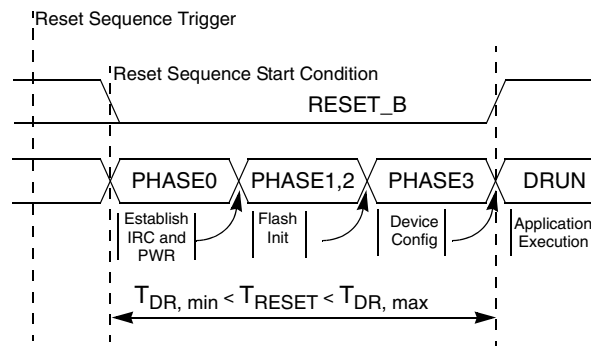 Reset Sequence Trigger
Reset Sequence Start Condition
RESET_B
PHASE0 PHASE1,2 PHASE3 DRUN
Establish
IRC and
PWR
Flash
Init
Device
Config
Application
Execution
TDR, min < TRESET < TDR, max